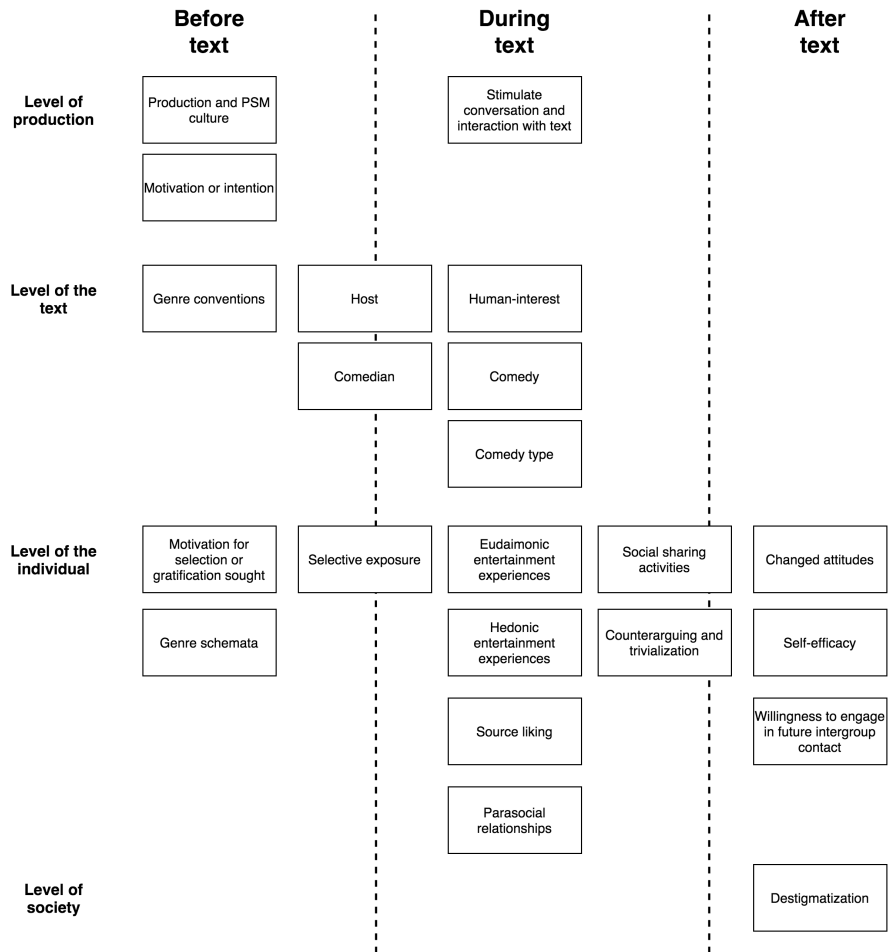 Before
text
During
text
After
text
Level of
production
Production and PSM
culture
Stimulate
conversation and
interaction with text
Motivation or intention
Level of the
text
Genre conventions
Host
Human-interest
Comedian
Comedy
Comedy type
Level of the
individual
Motivation for
selection or
gratification sought
Selective exposure
Eudaimonic
entertainment
experiences
Social sharing
activities
Changed attitudes
Genre schemata
Hedonic
entertainment
experiences
Counterarguing and
trivialization
Self-efficacy
Source liking
Willingness to engage
in future intergroup
contact
Parasocial
relationships
Level of
society
Destigmatization